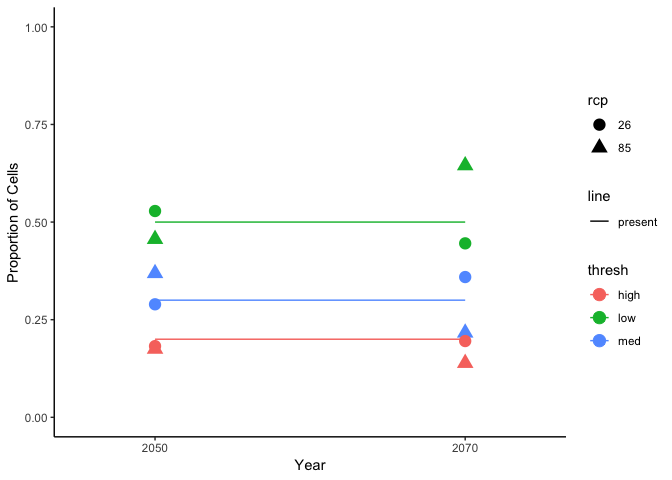 1.00
0.75
0.50
0.25
0.00
Proportion of Cells
2050
2070
Year
rcp
26
85
line
present
thresh
high
low
med